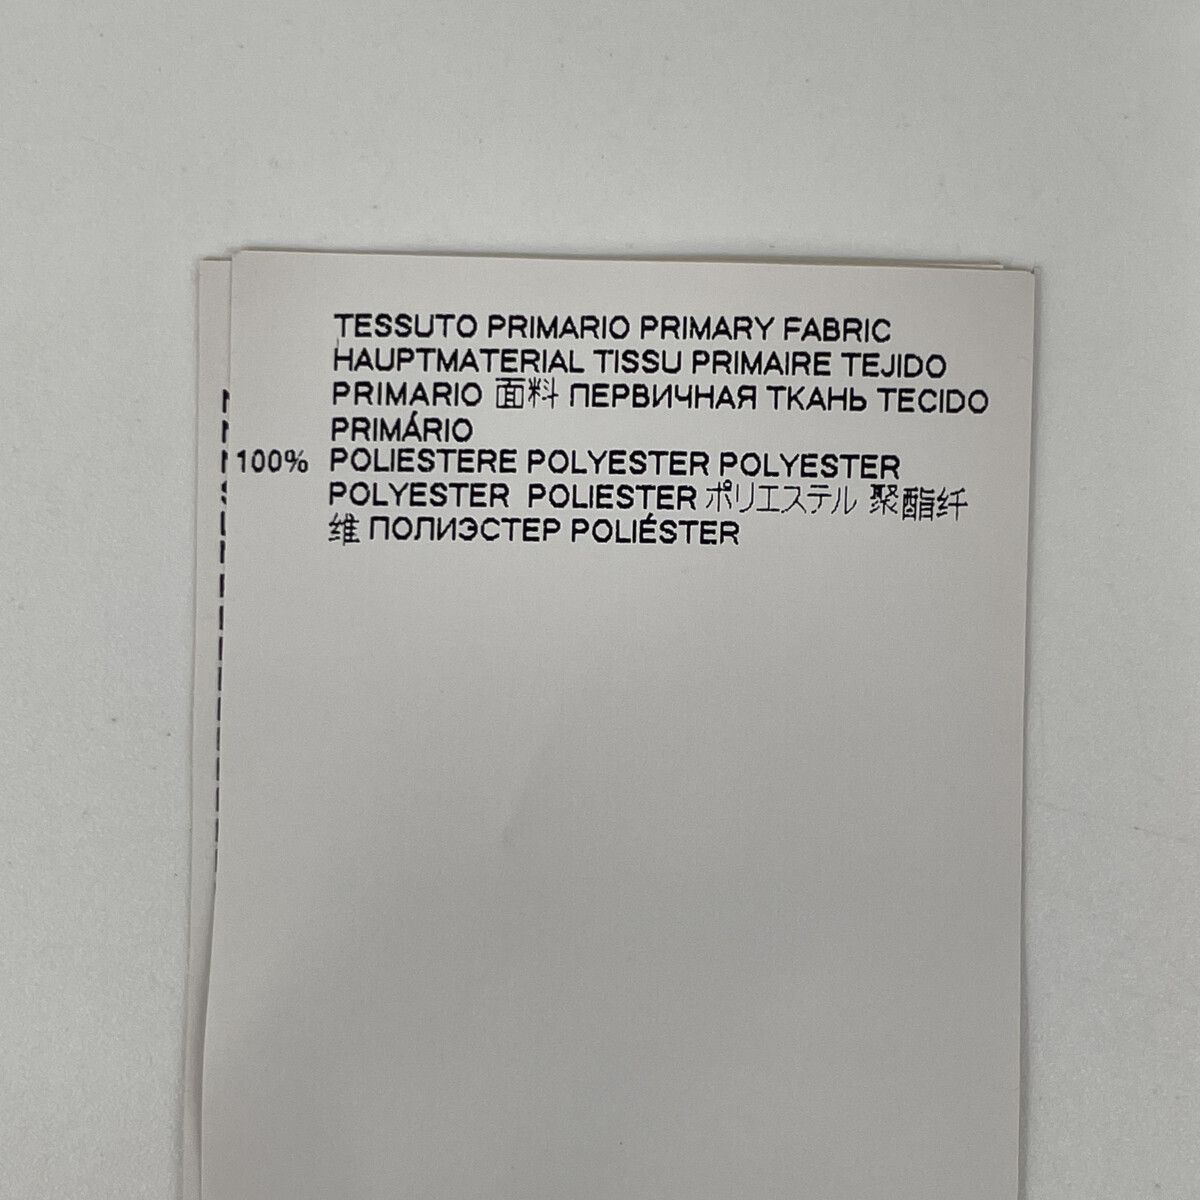 TESSUTO PRIMARIO PRIMARY FABRIC
HAUPTMATERIAL TISSU PRIMAIRE TEJIDO
PRIMARIO 面料 ПЕРВИЧНАЯ ТКАНЬ TECIDO
PRIMÁRIO
100% POLIESTERE POLYESTER POLYESTER
POLYESTER POLIESTER ポリエステル 聚酯纤
维 ПОЛИЭСТЕР POLIÉSTER